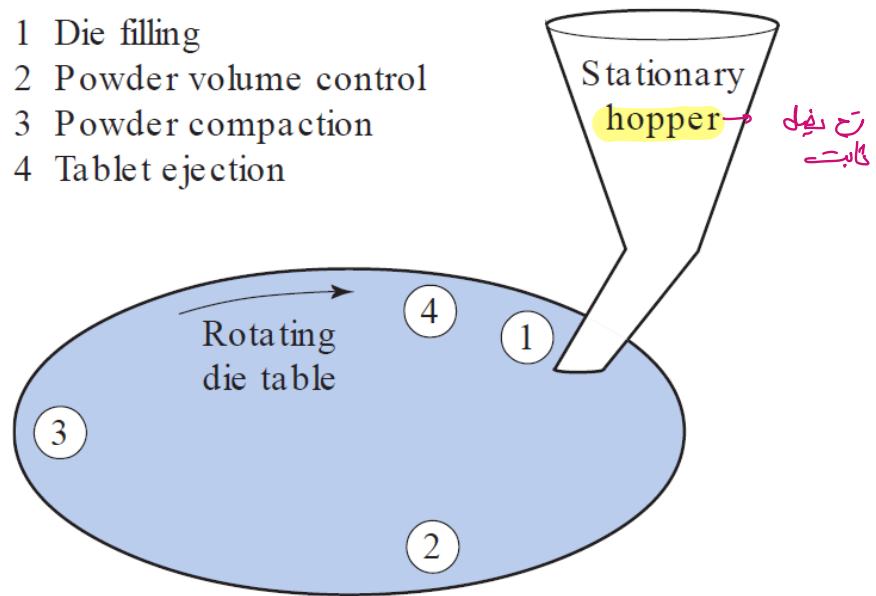 1 Die filling
2 Powder volume control
3 Powder compaction
4 Tablet ejection
Stationary
hopper
ثابت
4
1
Rotating
die table
3
2